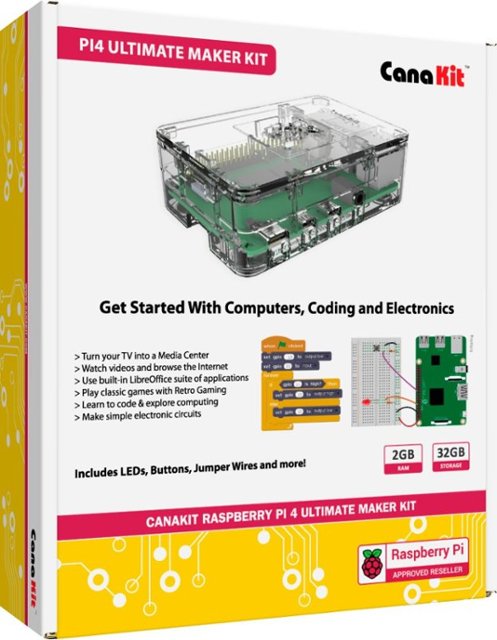 PI4 ULTIMATE MAKER KIT
CanaKit™
Get Started With Computers, Coding and Electronics
> Turn your TV into a Media Center
> Watch videos and browse the Internet
> Use built-in LibreOffice suite of applications
> Play classic games with Retro Gaming
> Learn to code & explore computing
> Make simple electronic circuits
2GB
RAM
32GB
STORAGE
Includes LEDs, Buttons, Jumper Wires and more!
CANAKIT RASPBERRY PI 4 ULTIMATE MAKER KIT
Raspberry Pi
APPROVED RESELLER
CanaKit